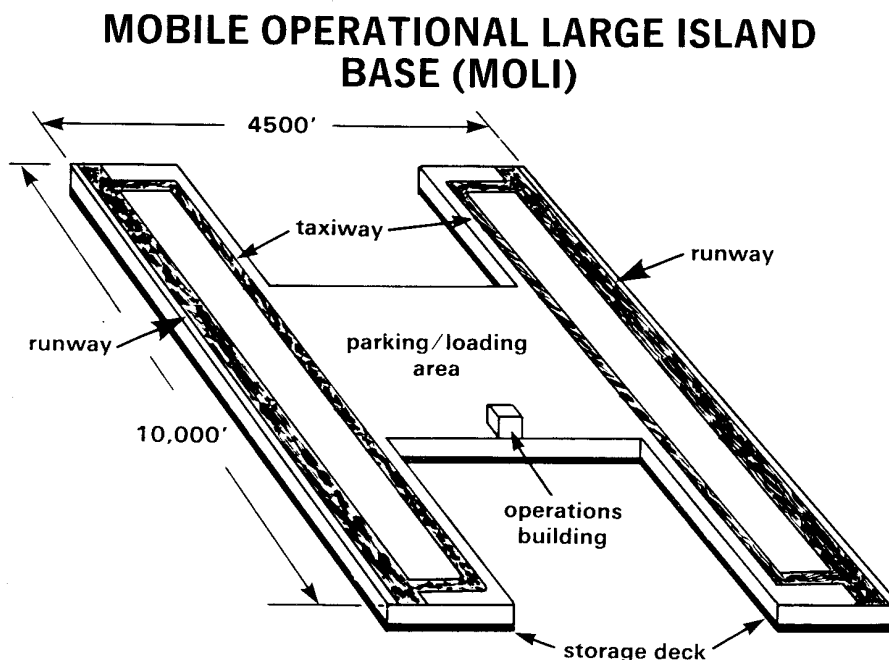 MOBILE OPERATIONAL LARGE ISLAND
BASE (MOLI)
4500'
taxiway
runway
runway
parking/loading
area
10,000'
operations
building
storage deck